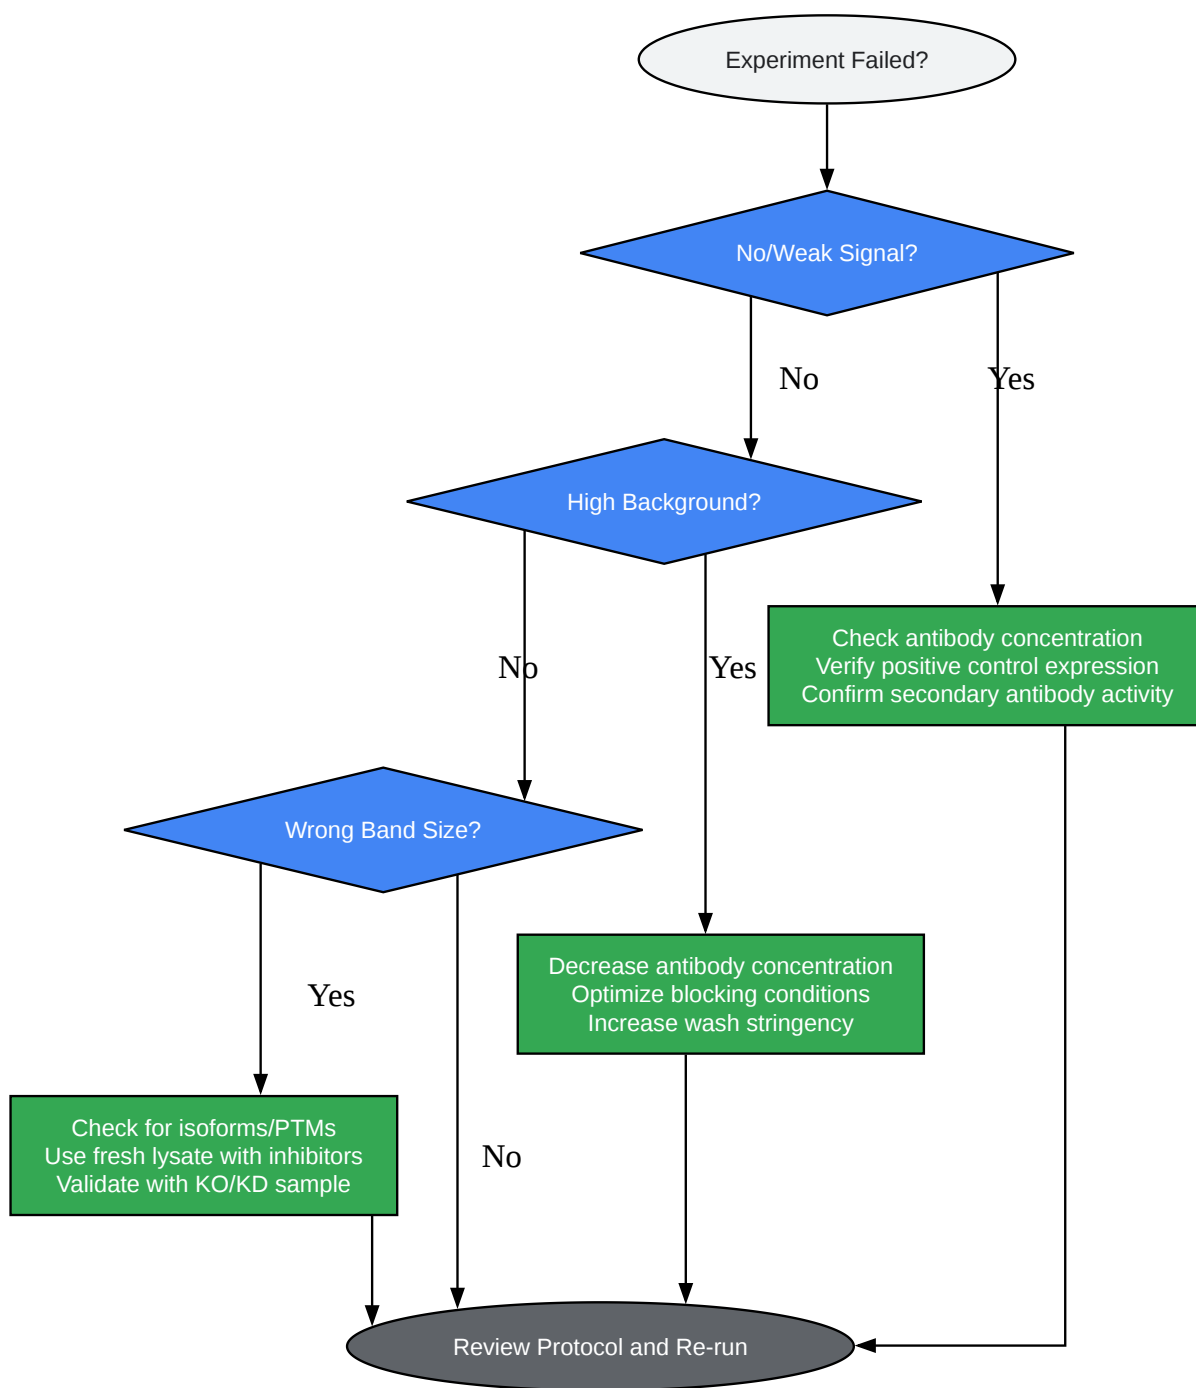 Experiment Failed?
No/Weak Signal?
No
Yes
High Background?
Check antibody concentration
Verify positive control expression
Confirm secondary antibody activity
No
Yes
Wrong Band Size?
Decrease antibody concentration
Optimize blocking conditions
Increase wash stringency
Yes
Check for isoforms/PTMs
Use fresh lysate with inhibitors
Validate with KO/KD sample
No
Review Protocol and Re-run